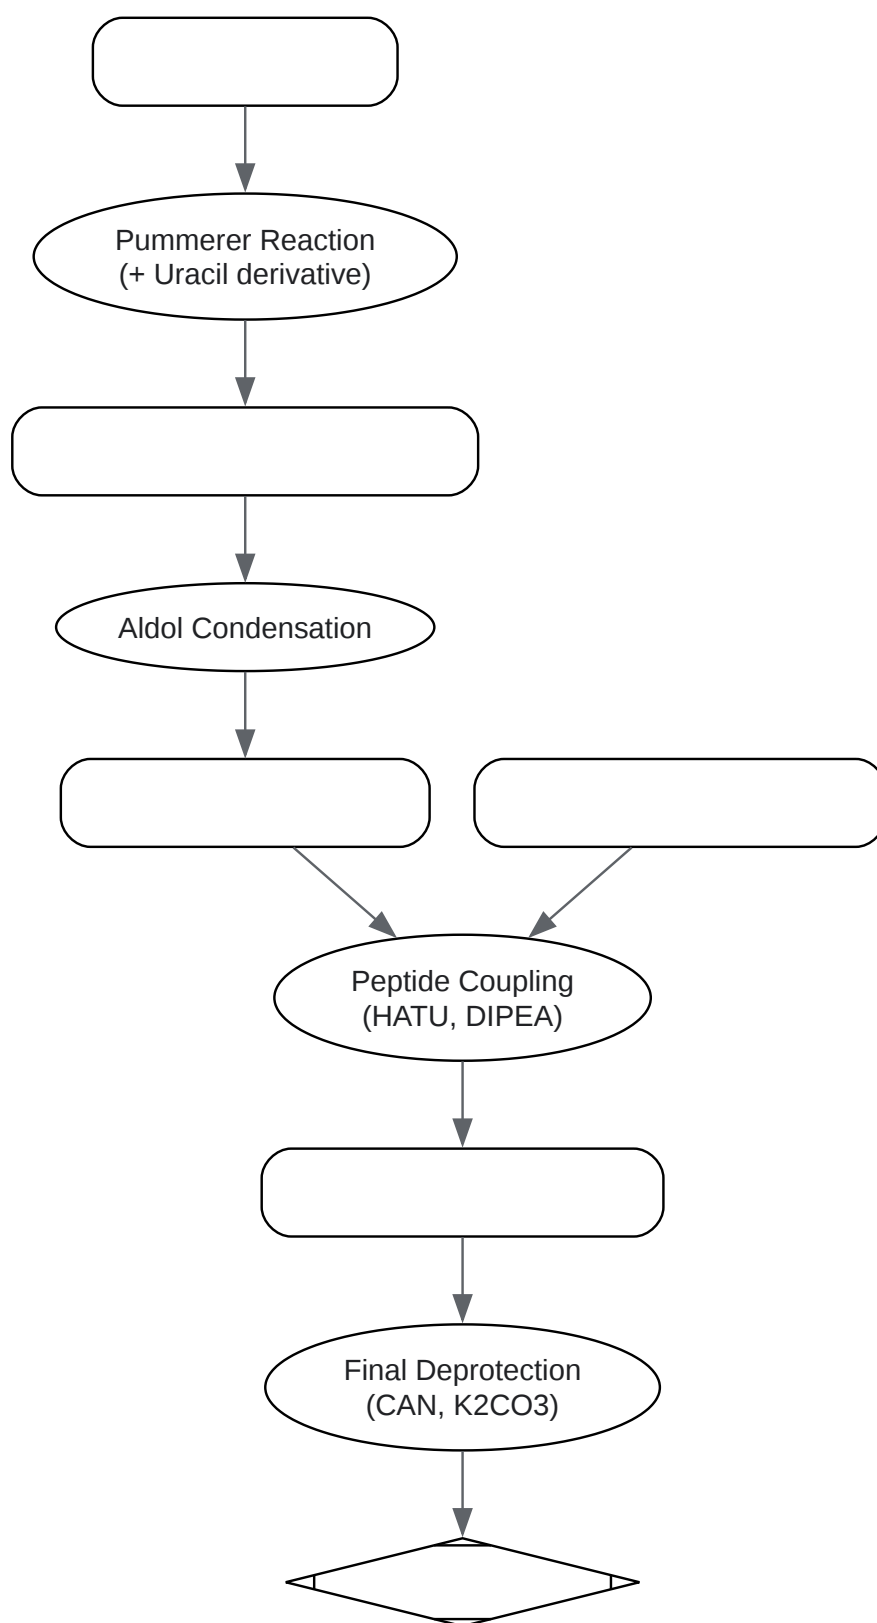 Pummerer Reaction
(+ Uracil derivative)
Aldol Condensation
Peptide Coupling
(HATU, DIPEA)
Final Deprotection
(CAN, K2CO3)